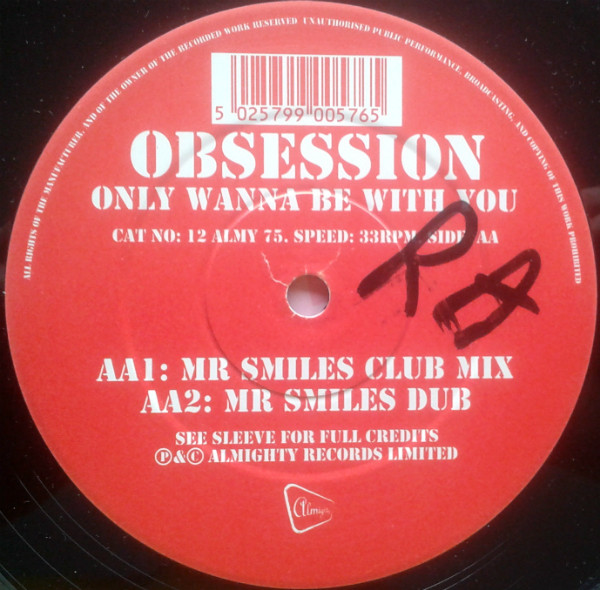 ALL RIGHTS OF THE MANUFACTURER, AND OF THE OWNER OF THE RECORDED WORK RESERVED UNAUTHORISED PUBLIC PERFORMANCE, BROADCASTING, AND COPYING OF THIS WORK PROHIBITED
5 025799 005765
OBSESSION
ONLY WANNA BE WITH YOU
CAT NO: 12 ALMY 75. SPEED: 33RPM. SIDE: AA
AA1: MR SMILES CLUB MIX
AA2: MR SMILES DUB
SEE SLEEVE FOR FULL CREDITS
Ⓟ&© ALMIGHTY RECORDS LIMITED